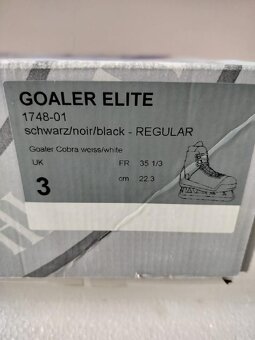 GOALER ELITE
1748-01
schwarz/noir/black - REGULAR
Goaler Cobra weiss/white
UK FR 35 1/3
3 cm 22.3